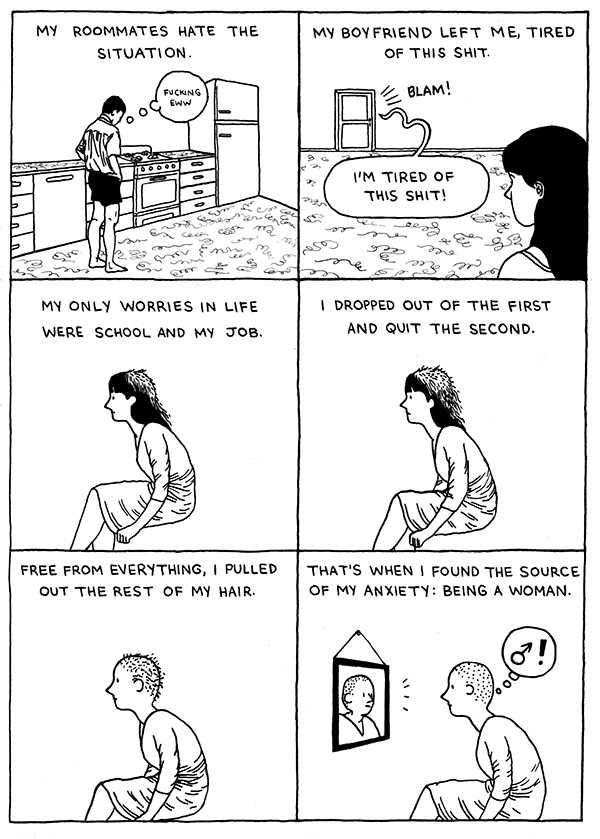 MY ROOMMATES HATE THE
SITUATION.
FUCKING
EWW
MY BOYFRIEND LEFT ME, TIRED
OF THIS SHIT.
BLAM!
I'M TIRED OF
THIS SHIT!
MY ONLY WORRIES IN LIFE
WERE SCHOOL AND MY JOB.
I DROPPED OUT OF THE FIRST
AND QUIT THE SECOND.
FREE FROM EVERYTHING, I PULLED
OUT THE REST OF MY HAIR.
THAT'S WHEN I FOUND THE SOURCE
OF MY ANXIETY: BEING A WOMAN.
♂!